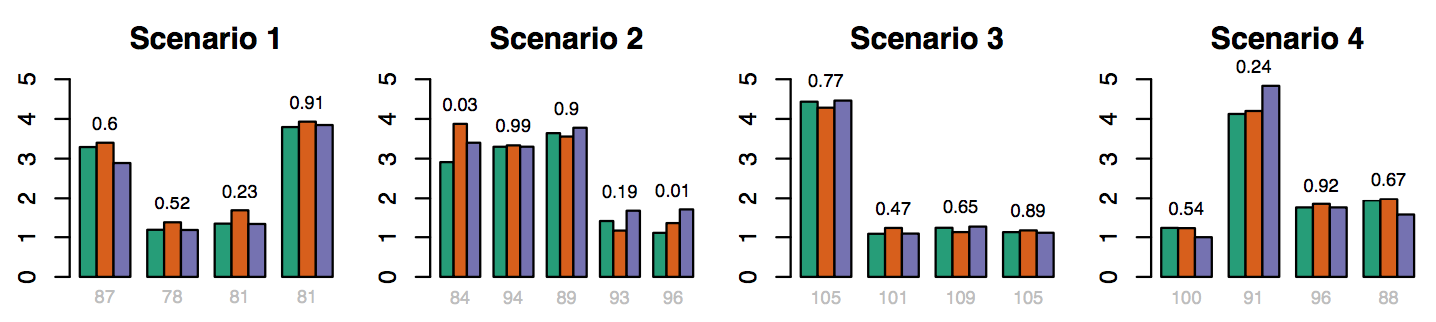 Scenario 1
0 1 2 3 4 5
0.6 0.52 0.23 0.91
87 78 81 81
Scenario 2
0 1 2 3 4 5
0.03 0.99 0.9 0.19 0.01
84 94 89 93 96
Scenario 3
0 1 2 3 4 5
0.77 0.47 0.65 0.89
105 101 109 105
Scenario 4
0 1 2 3 4 5
0.54 0.24 0.92 0.67
100 91 96 88